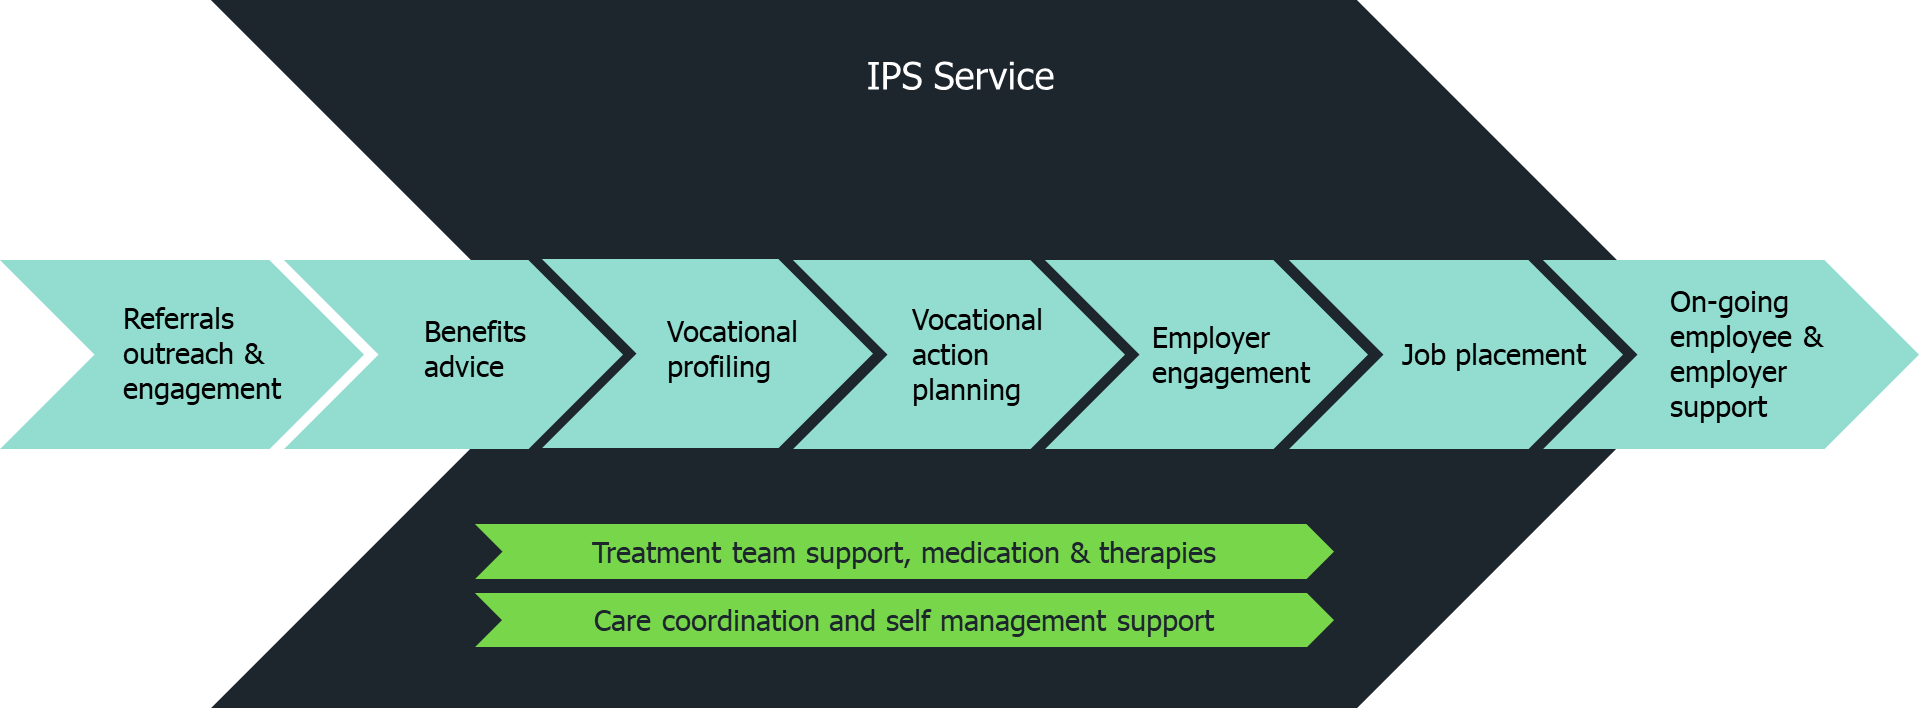 IPS Service
Referrals
outreach &
engagement
Benefits
advice
Vocational
profiling
Vocational
action
planning
Employer
engagement
Job placement
On-going
employee &
employer
support
Treatment team support, medication & therapies
Care coordination and self management support